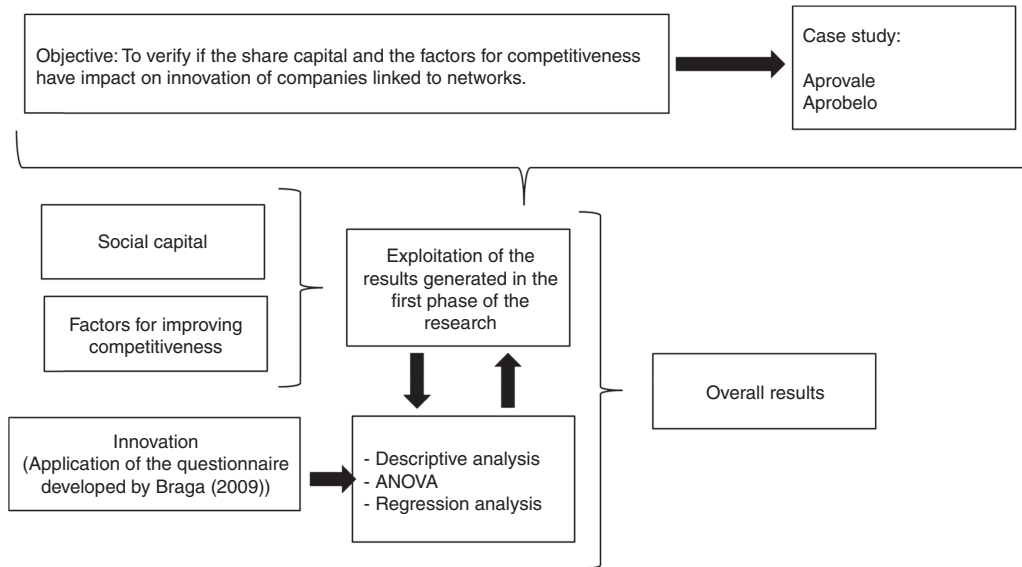 Objective: To verify if the share capital and the factors for competitiveness
have impact on innovation of companies linked to networks.
Case study:
Aprovale
Aprobelo
Social capital
Factors for improving
competitiveness
Exploitation of the
results generated in the
first phase of the
research
Innovation
(Application of the questionnaire
developed by Braga (2009))
- Descriptive analysis
- ANOVA
- Regression analysis
Overall results